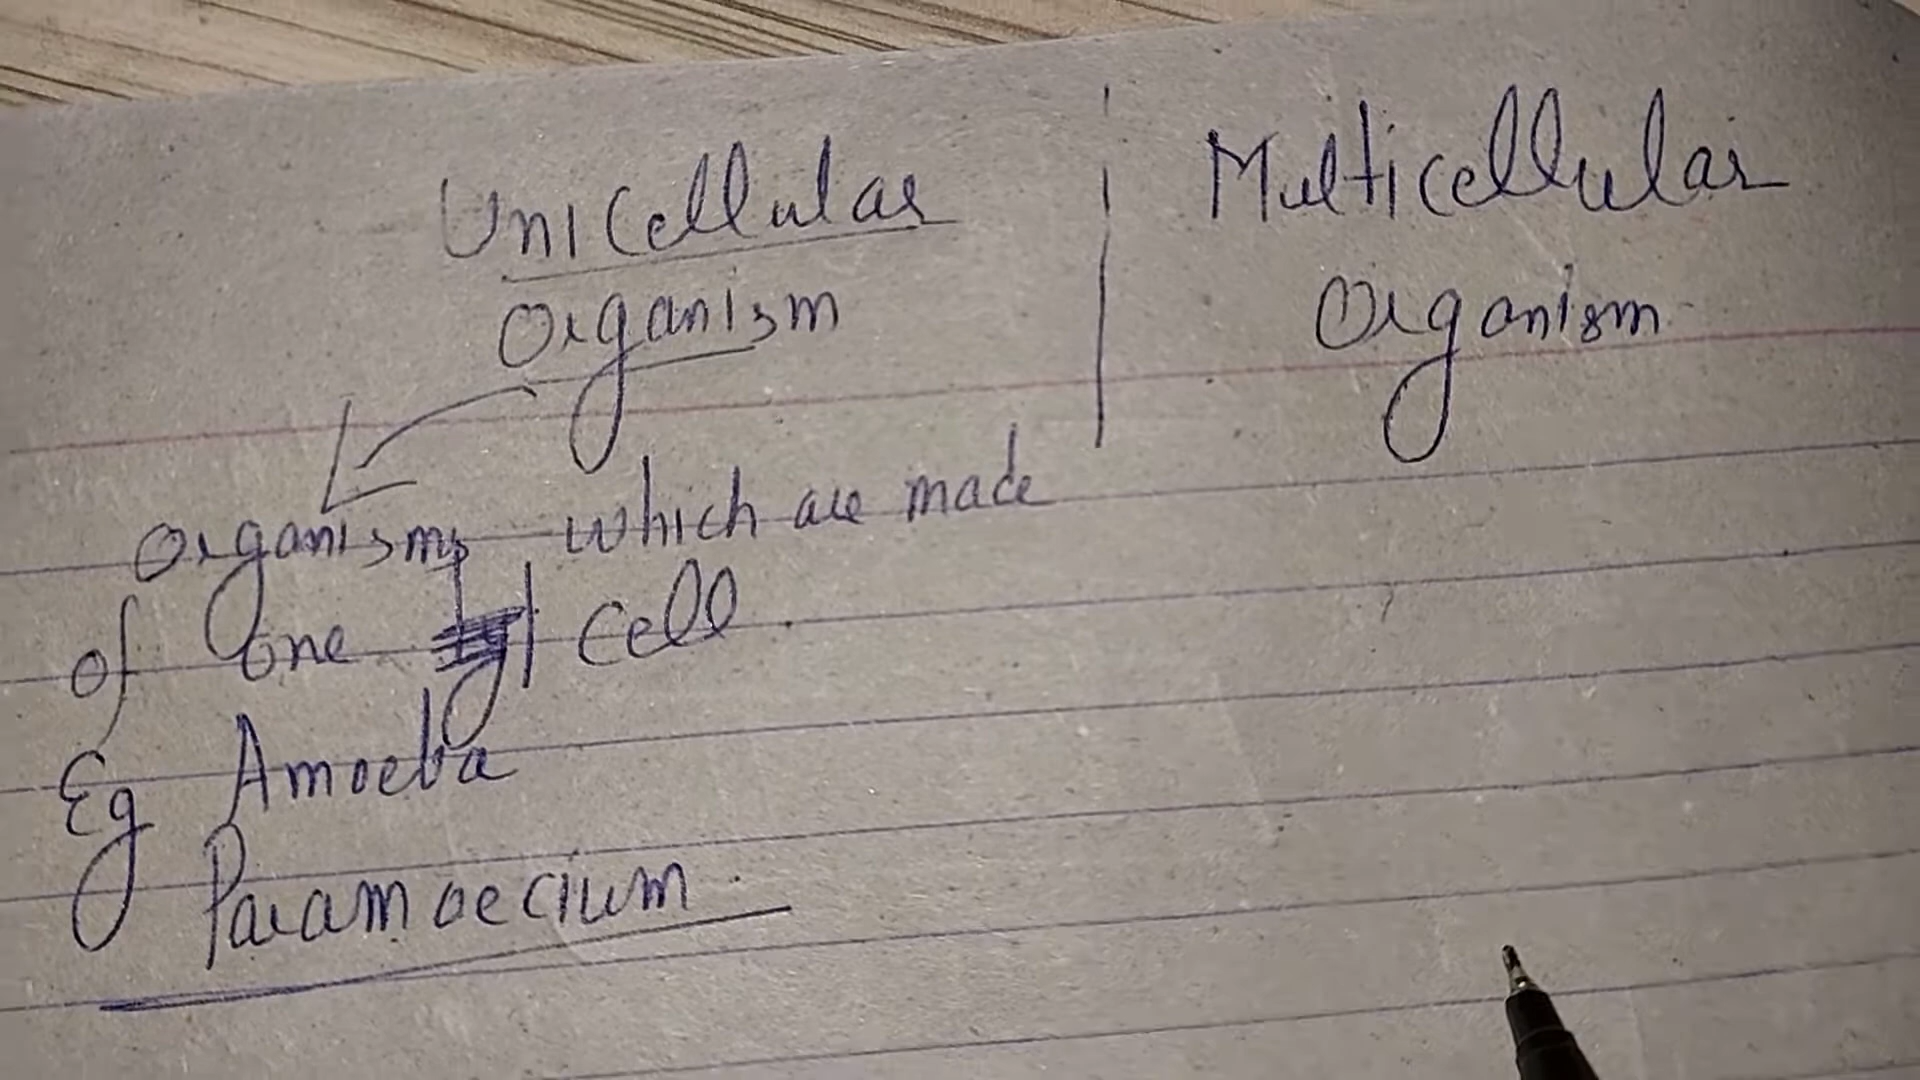 Unicellular
Organism
Multicellular
Organism
Organisms which are made
of one cell.
Eg Amoeba
Paramoecium